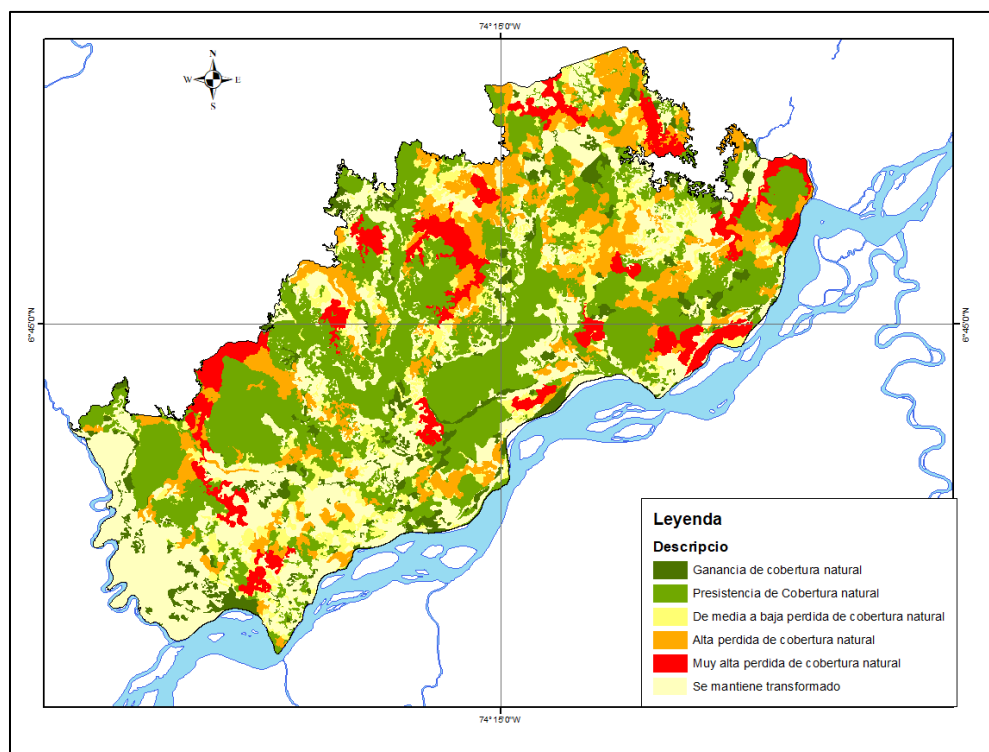 74° 15'0"W
N
W E
S
6°45'0"N
6°45'0"N
Leyenda
Descripcio
Ganancia de cobertura natural
Presistencia de Cobertura natural
De media a baja perdida de cobertura natural
Alta perdida de cobertura natural
Muy alta perdida de cobertura natural
Se mantiene transformado
74° 15'0"W